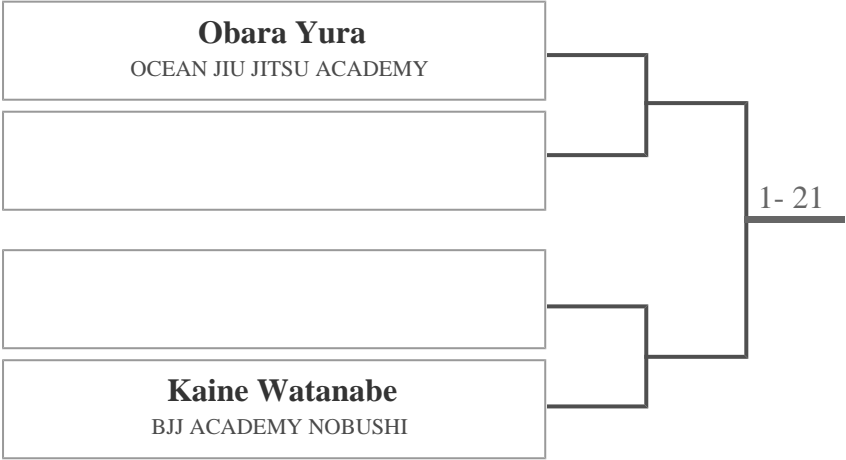 Obara Yura
OCEAN JIU JITSU ACADEMY
1- 21
Kaine Watanabe
BJJ ACADEMY NOBUSHI